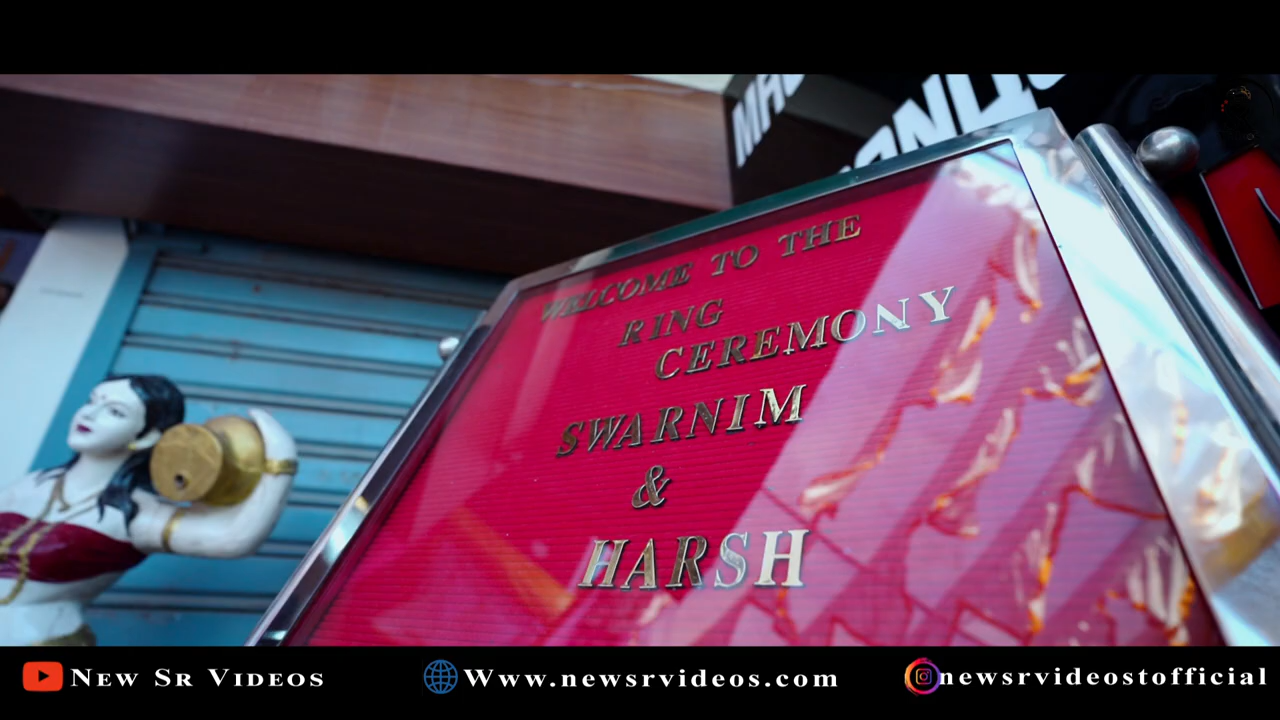 WELCOME TO THE
RING
CEREMONY
SWARNIM
&
HARSH
New Sr Videos
Www.newsrvideos.com
newsrvideostofficial